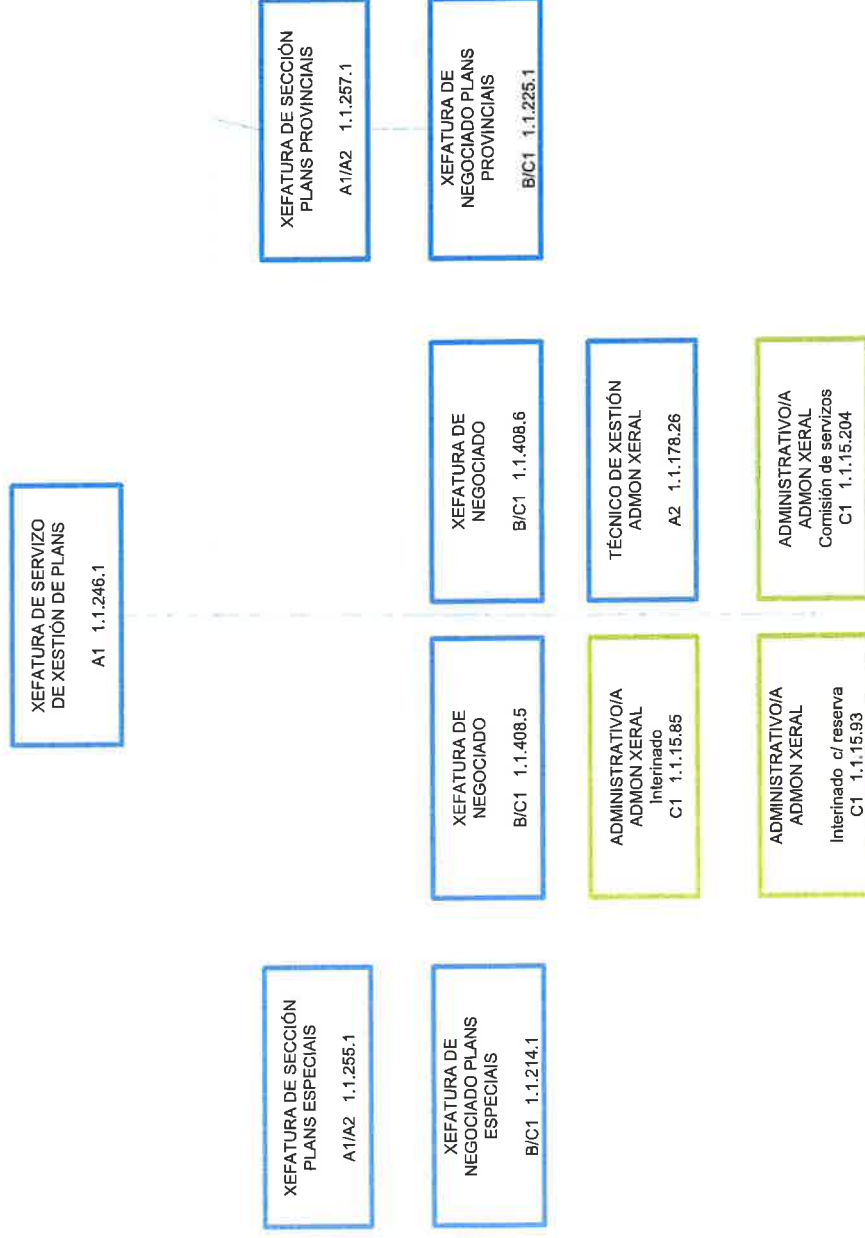 XEFATURA DE SERVIZO
DE XESTIÓN DE PLANS
A1 1.1.246.1
XEFATURA DE SECCIÓN
PLANS ESPECIAIS
A1/A2 1.1.255.1
XEFATURA DE SECCIÓN
PLANS PROVINCIAIS
A1/A2 1.1.257.1
XEFATURA DE
NEGOCIADO PLANS
ESPECIAIS
B/C1 1.1.214.1
XEFATURA DE
NEGOCIADO
B/C1 1.1.408.5
XEFATURA DE
NEGOCIADO
B/C1 1.1.408.6
XEFATURA DE
NEGOCIADO PLANS
PROVINCIAIS
B/C1 1.1.225.1
ADMINISTRATIVO/A
ADMON XERAL
Interinado
C1 1.1.15.85
TÉCNICO DE XESTIÓN
ADMON XERAL
A2 1.1.178.26
ADMINISTRATIVO/A
ADMON XERAL
Interinado c/ reserva
C1 1.1.15.93
ADMINISTRATIVO/A
ADMON XERAL
Comisión de servizos
C1 1.1.15.204